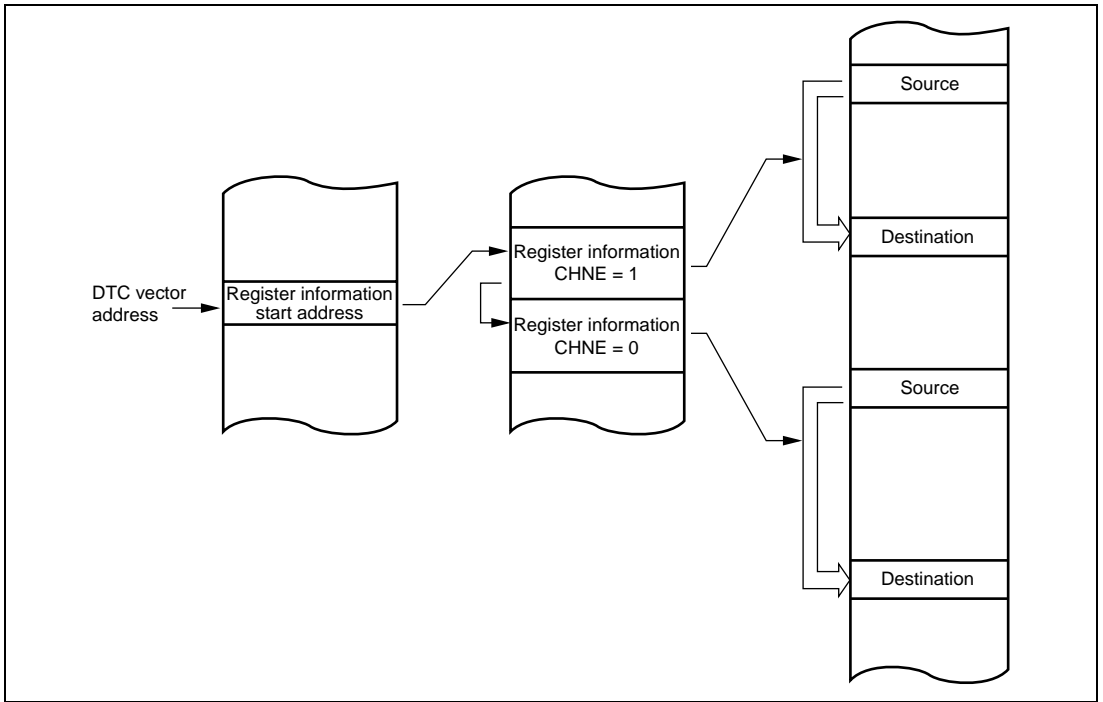 DTC vector
address
Register information
start address
Register information
CHNE = 1
Register information
CHNE = 0
Source
Destination
Source
Destination